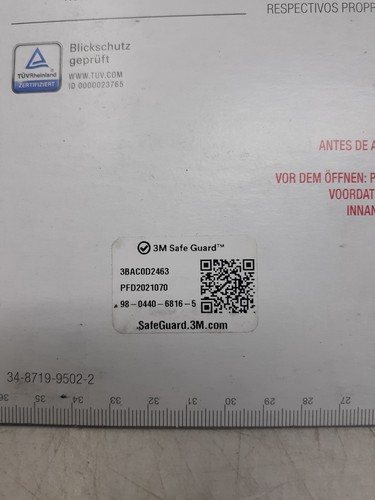 RESPECTIVOS PROPR
Blickschutz
geprüft
WWW.TUV.COM
ID 0000023765
TÜVRheinland
ZERTIFIZIERT
ANTES DE A
VOR DEM ÖFFNEN: P
VOORDAT
INNAN
3M Safe Guard™
3BAC0D2463
PFD2021070
98-0440-6816-5
SafeGuard.3M.com
34-8719-9502-2
36 35 34 33 32 31 30 29 28 27